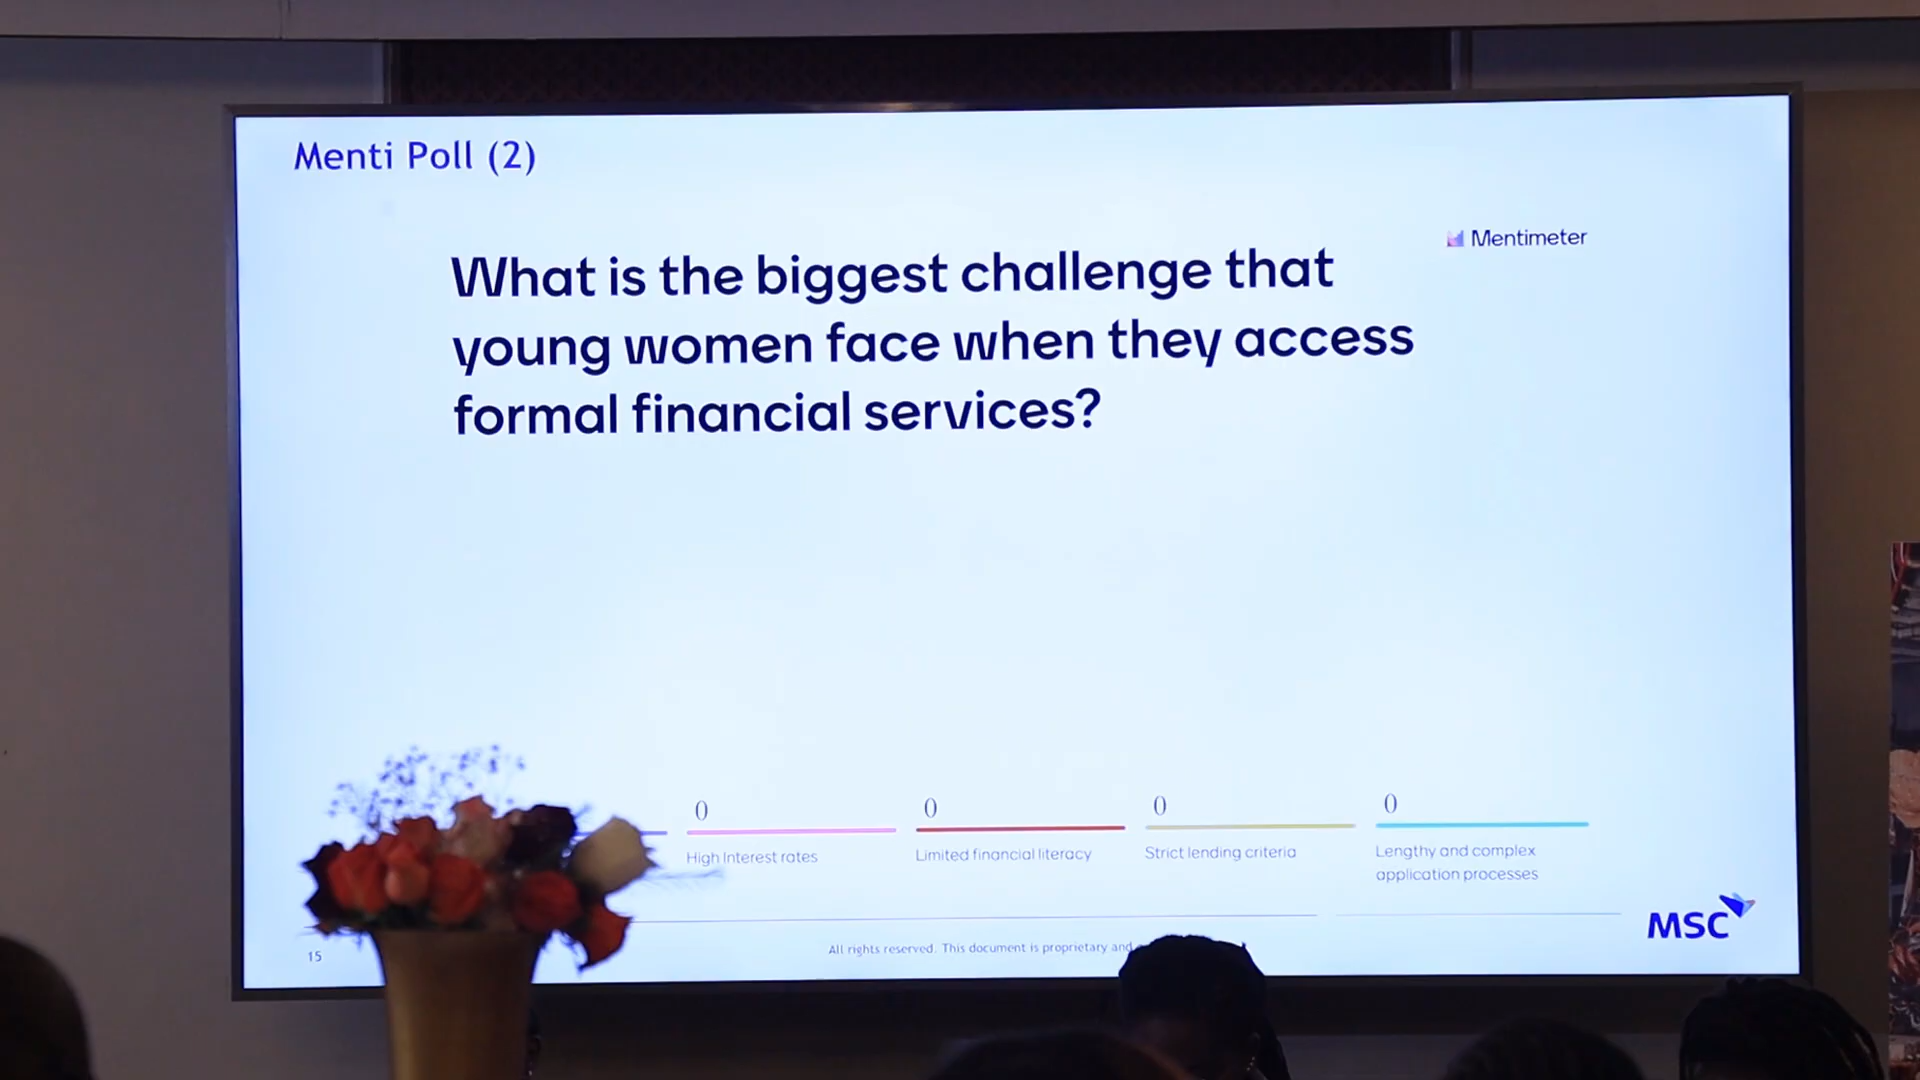 Menti Poll (2)
Mentimeter
What is the biggest challenge that
young women face when they access
formal financial services?
0
High Interest rates
0
Limited financial literacy
0
Strict lending criteria
0
Lengthy and complex
application processes
15
All rights reserved. This document is proprietary and
MSC